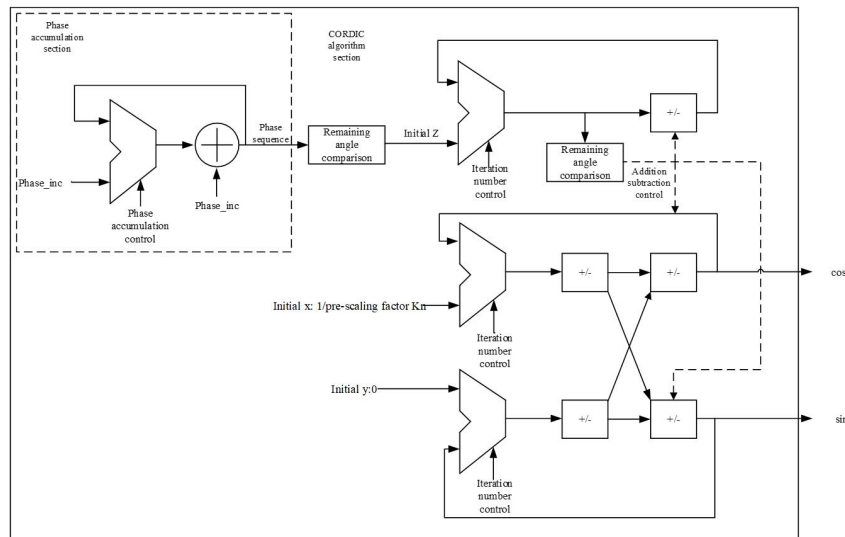 Phase
accumulation
section
CORDIC
algorithm
section
+/-
Phase
sequence
Remaining
angle
comparison
Initial Z
Remaining
angle
comparison
Iteration
number
control
Addition
subtraction
control
Phase_inc
Phase_inc
Phase
accumulation
control
+/-
+/-
cos
Initial x: 1/pre-scaling factor Kn
Iteration
number
control
Initial y:0
+/-
+/-
sin
Iteration
number
control